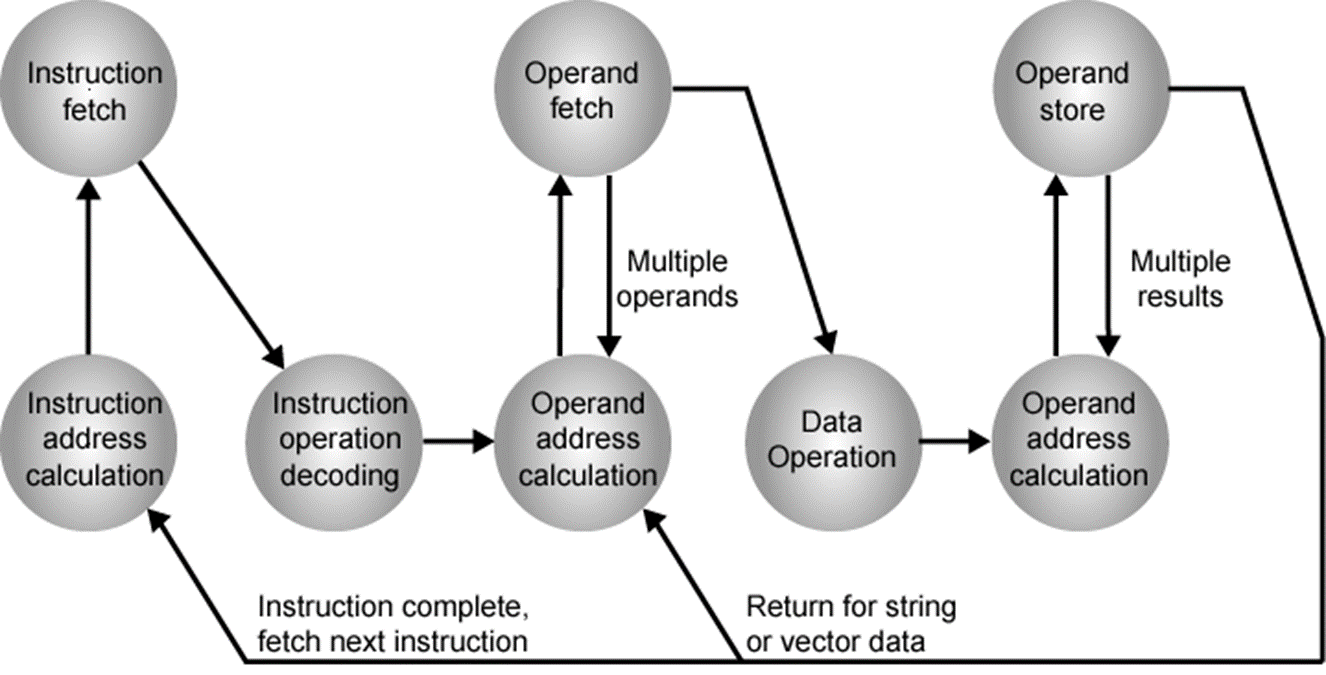 Instruction
fetch
Operand
fetch
Operand
store
Multiple
operands
Multiple
results
Instruction
address
calculation
Instruction
operation
decoding
Operand
address
calculation
Data
Operation
Operand
address
calculation
Instruction complete,
fetch next instruction
Return for string
or vector data